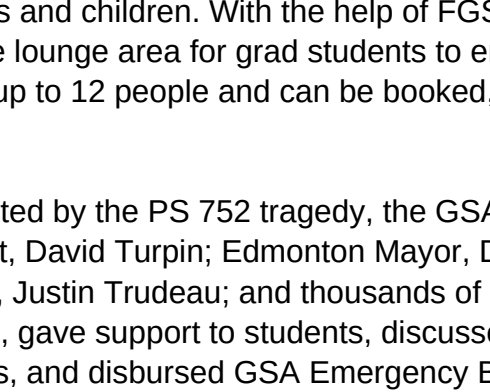 s and children. With the help of FGS
lounge area for grad students to e
up to 12 people and can be booked,
ted by the PS 752 tragedy, the GSA
t, David Turpin; Edmonton Mayor, D
, Justin Trudeau; and thousands of
, gave support to students, discusse
s, and disbursed GSA Emergency B